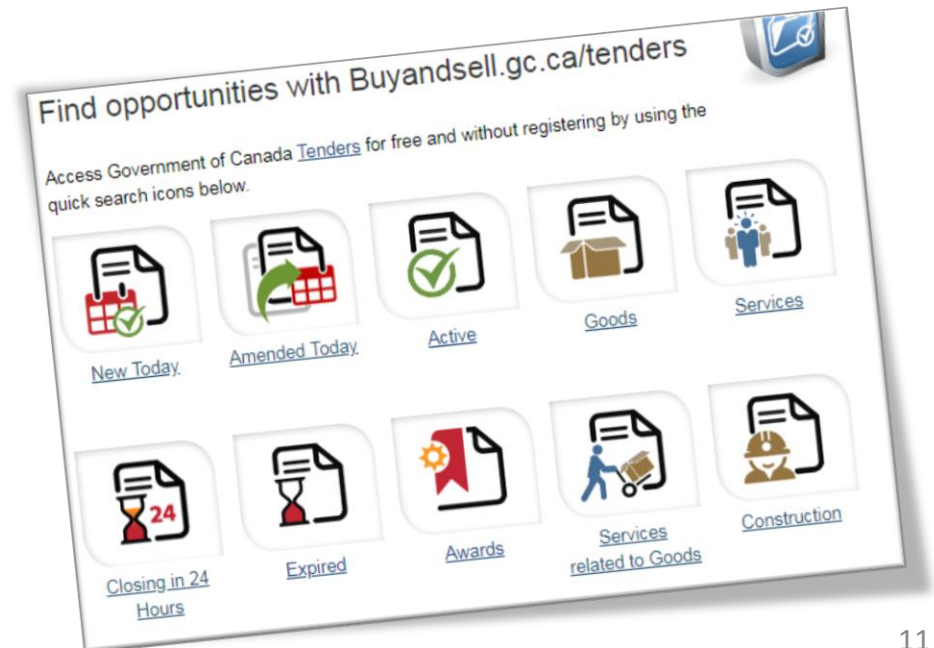 Find opportunities with Buyandsell.gc.ca/tenders
Access Government of Canada Tenders for free and without registering by using the
quick search icons below.
New Today
Amended Today
Active
Goods
Services
24
Closing in 24
Hours
Expired
Awards
Services
related to Goods
Construction
11